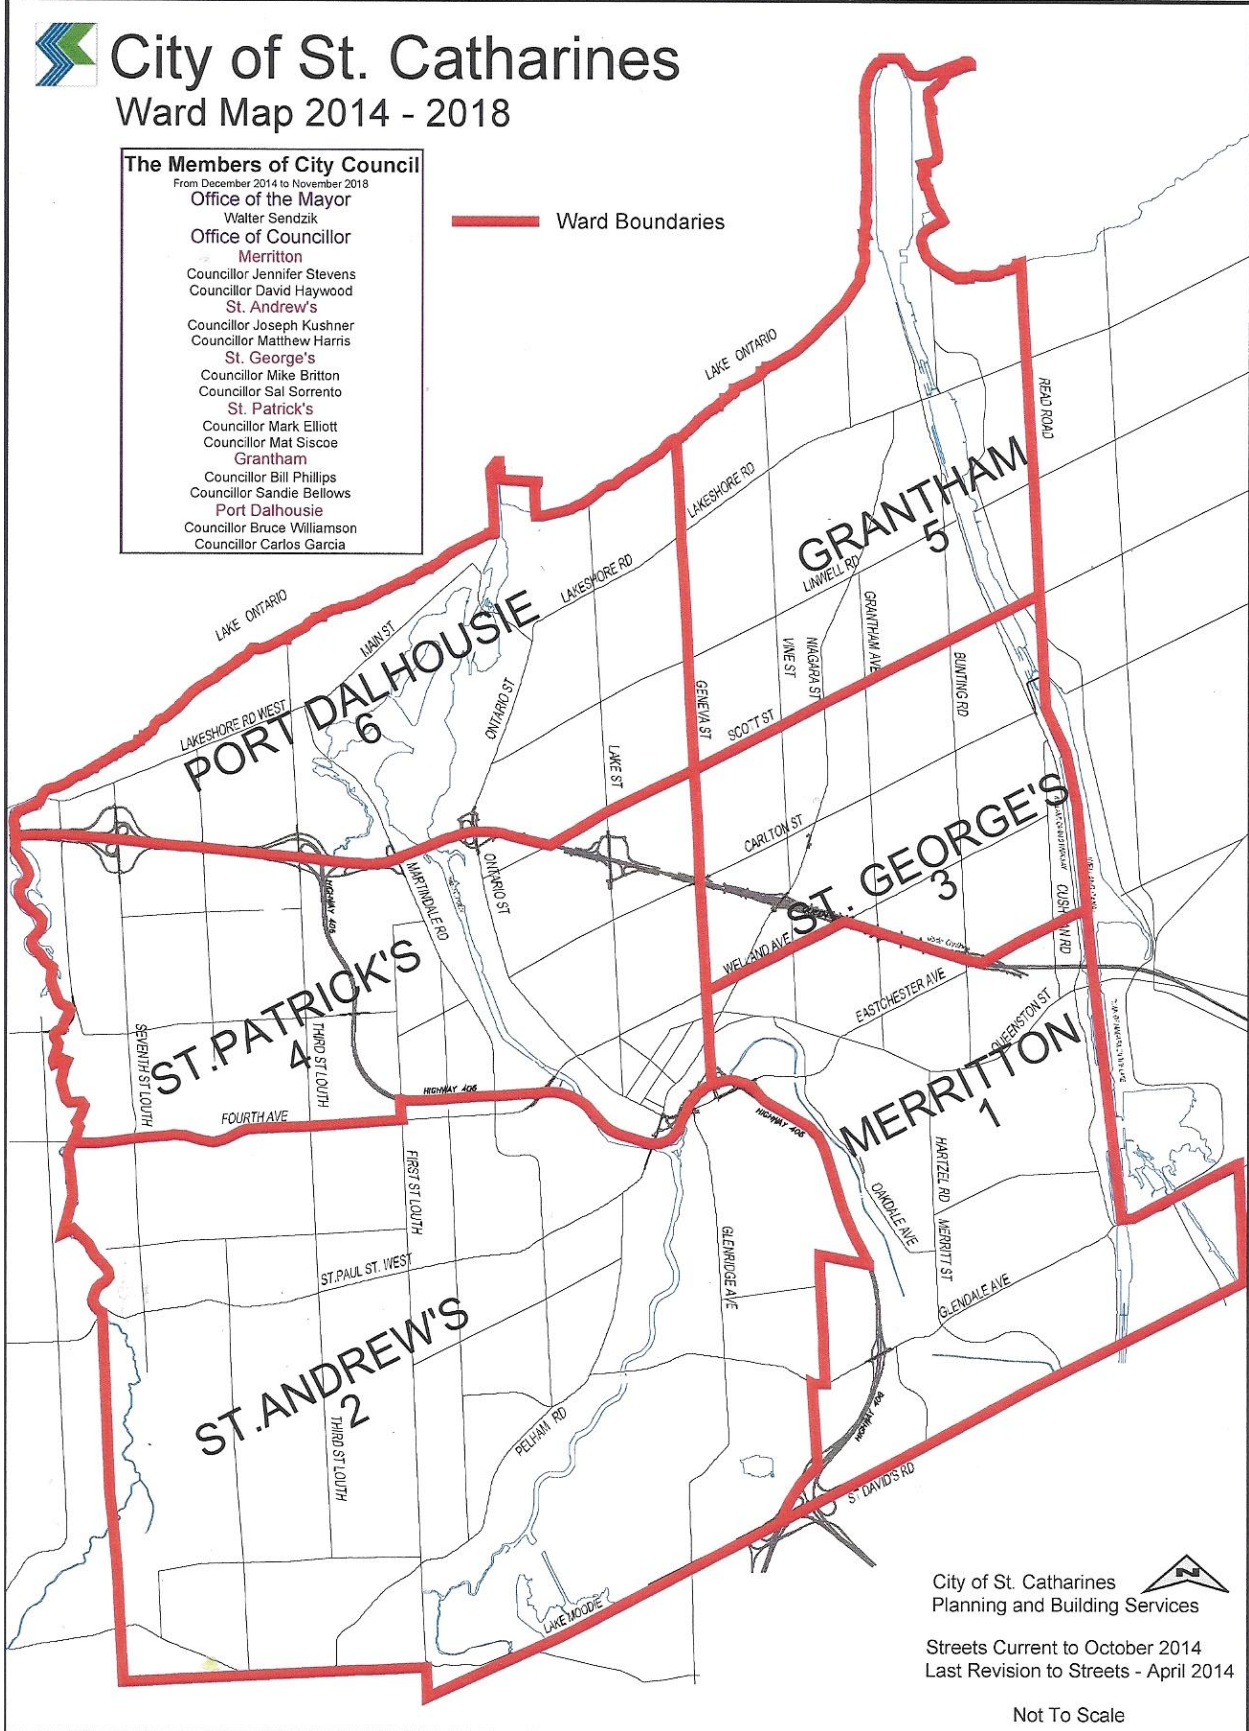 City of St. Catharines
Ward Map 2014 - 2018
The Members of City Council
From December 2014 to November 2018
Office of the Mayor
Walter Sendzik
Office of Councillor
Merritton
Councillor Jennifer Stevens
Councillor David Haywood
St. Andrew's
Councillor Joseph Kushner
Councillor Matthew Harris
St. George's
Councillor Mike Britton
Councillor Sal Sorrento
St. Patrick's
Councillor Mark Elliott
Councillor Mat Siscoe
Grantham
Councillor Bill Phillips
Councillor Sandie Bellows
Port Dalhousie
Councillor Bruce Williamson
Councillor Carlos Garcia
Ward Boundaries
LAKE ONTARIO
READ ROAD
LAKESHORE RD
GRANTHAM
5
LINWELL RD
LAKESHORE RD
LAKE ONTARIO
MAIN ST
PORT DALHOUSIE
6
LAKESHORE RD WEST
ONTARIO ST
LAKE ST
GENEVA ST
SCOTT ST
VINE ST
NIAGARA ST
GRANTHAM AVE
BUNTING RD
CARLTON ST
ST. GEORGE'S
3
WELLAND AVE
CUSHMAN RD
ONTARIO ST
MARTINDALE RD
HIGHWAY 406
ST.PATRICK'S
4
SEVENTH ST LOUTH
THIRD ST LOUTH
FOURTH AVE
HIGHWAY 406
EASTCHESTER AVE
QUEENSTON ST
MERRITTON
1
HIGHWAY 406
HARTZEL RD
OAKDALE AVE
MERRITT ST
GLENDALE AVE
GLENRIDGE AVE
FIRST ST LOUTH
ST.PAUL ST. WEST
ST.ANDREW'S
2
THIRD ST LOUTH
PELHAM RD
HIGHWAY 406
ST DAVID'S RD
LAKE MOODIE
N
City of St. Catharines
Planning and Building Services
Streets Current to October 2014
Last Revision to Streets - April 2014
Not To Scale